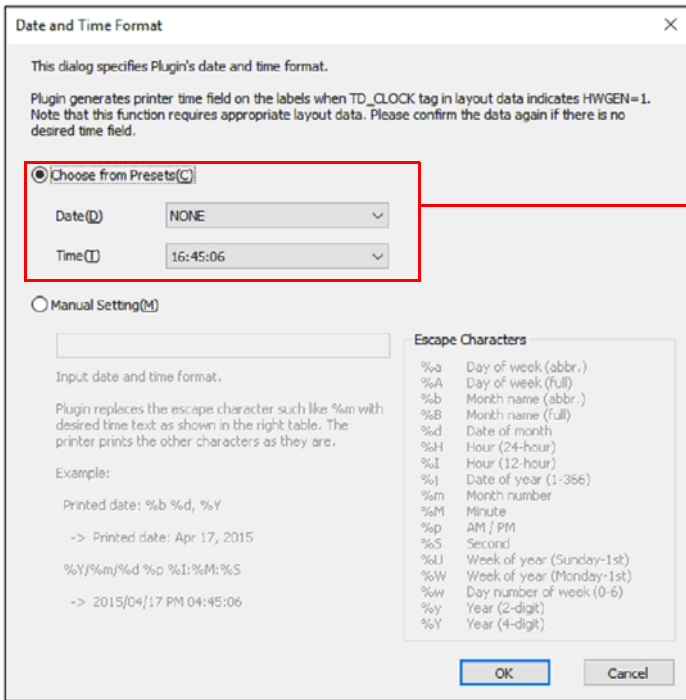 Date and Time Format
This dialog specifies Plugin's date and time format.
Plugin generates printer time field on the labels when TD_CLOCK tag in layout data indicates HWGEN=1.
Note that this function requires appropriate layout data. Please confirm the data again if there is no
desired time field.
Choose from Presets(C)
Date(D) NONE
Time(T) 16:45:06
Manual Setting(M)
Input date and time format.
Plugin replaces the escape character such like %m with
desired time text as shown in the right table. The
printer prints the other characters as they are.
Example:
Printed date: %b %d, %Y
-> Printed date: Apr 17, 2015
%Y/%m/%d %p %I:%M:%S
-> 2015/04/17 PM 04:45:06
Escape Characters
%a Day of week (abbr.)
%A Day of week (full)
%b Month name (abbr.)
%B Month name (full)
%d Date of month
%H Hour (24-hour)
%I Hour (12-hour)
%j Date of year (1-366)
%m Month number
%M Minute
%p AM / PM
%S Second
%U Week of year (Sunday-1st)
%W Week of year (Monday-1st)
%w Day number of week (0-6)
%y Year (2-digit)
%Y Year (4-digit)
OK Cancel